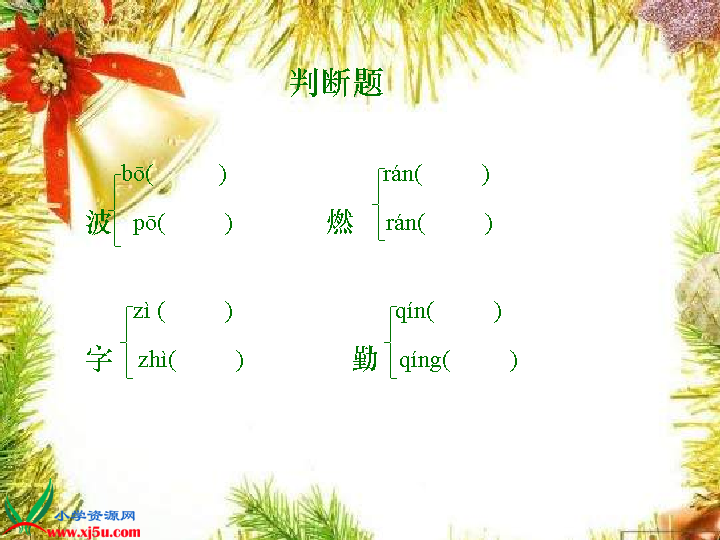 判断题
bō( ) rán( )
波 pō( ) 燃 rán( )
zì ( ) qín( )
字 zhì( ) 勤 qíng( )
小学资源网
www.xj5u.com